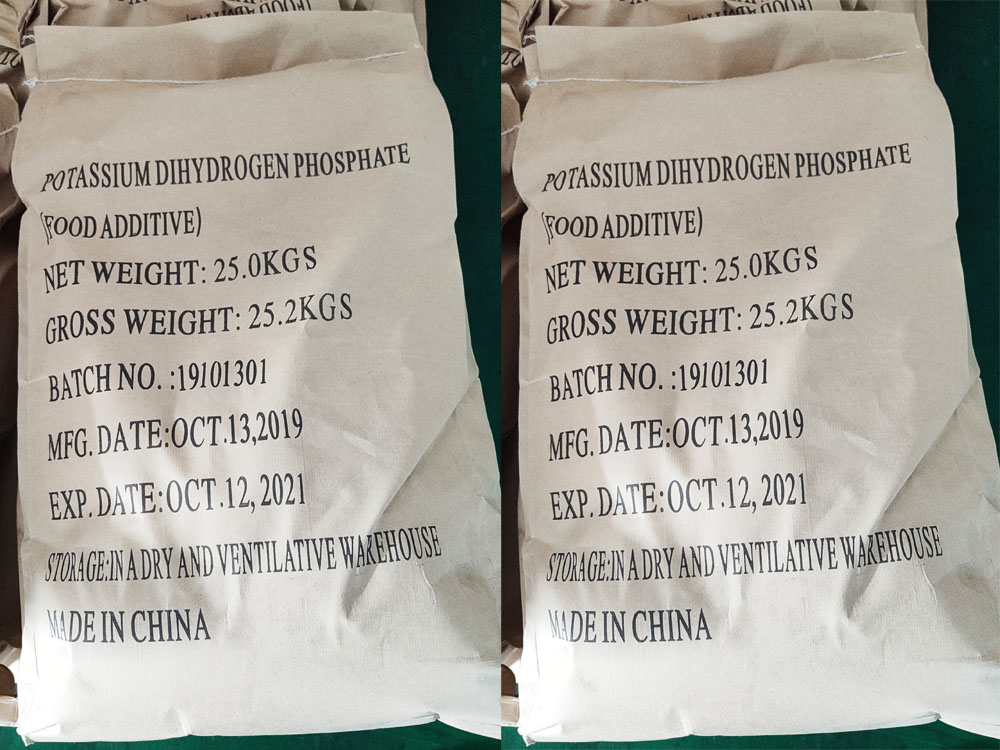 POTASSIUM DIHYDROGEN PHOSPHATE
(FOOD ADDITIVE)
NET WEIGHT: 25.0KGS
GROSS WEIGHT: 25.2KGS
BATCH NO. :19101301
MFG. DATE:OCT.13,2019
EXP. DATE:OCT.12, 2021
STORAGE:IN A DRY AND VENTILATIVE WAREHOUSE
MADE IN CHINA
POTASSIUM DIHYDROGEN PHOSPHATE
(FOOD ADDITIVE)
NET WEIGHT: 25.0KGS
GROSS WEIGHT: 25.2KGS
BATCH NO. :19101301
MFG. DATE:OCT.13,2019
EXP. DATE:OCT.12, 2021
STORAGE:IN A DRY AND VENTILATIVE WAREHOUSE
MADE IN CHINA